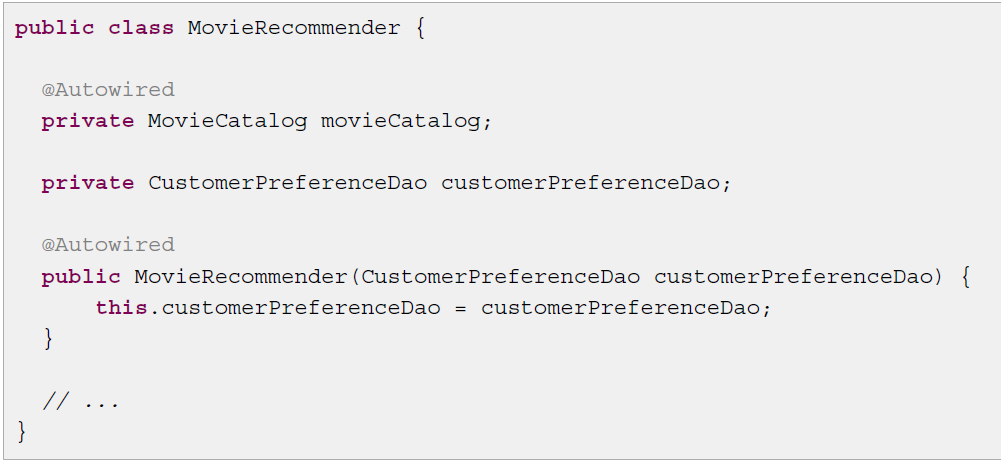 public class MovieRecommender {
@Autowired
private MovieCatalog movieCatalog;
private CustomerPreferenceDao customerPreferenceDao;
@Autowired
public MovieRecommender(CustomerPreferenceDao customerPreferenceDao) {
this.customerPreferenceDao = customerPreferenceDao;
}
// ...
}